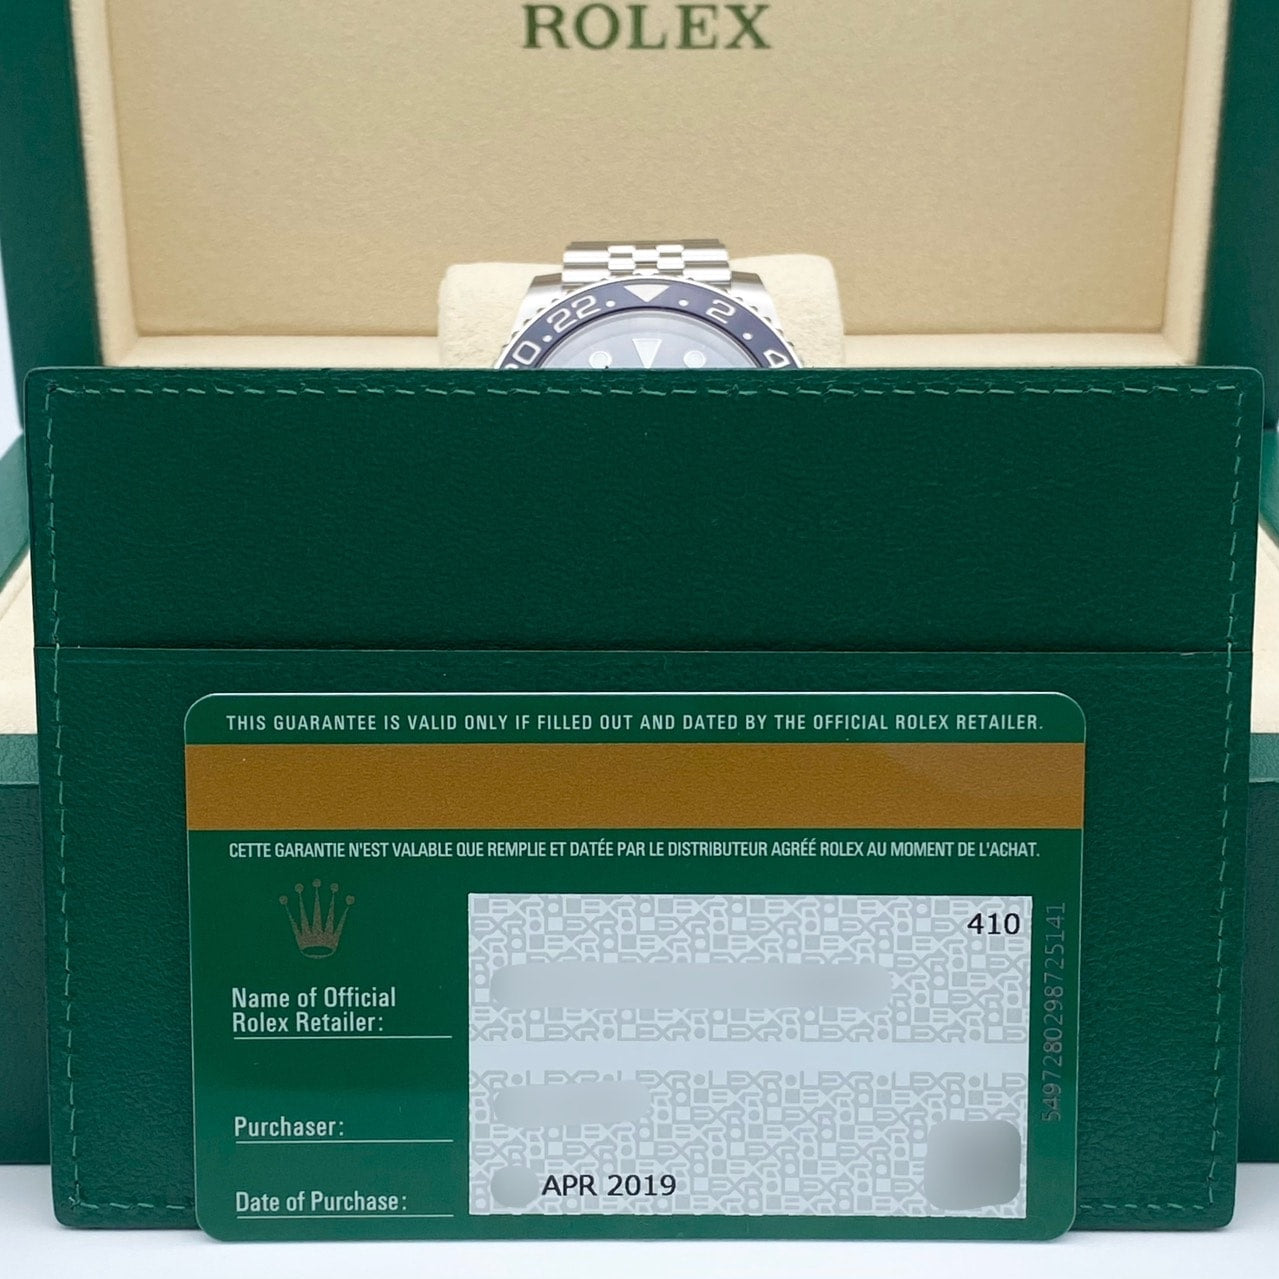 ROLEX
22 2
THIS GUARANTEE IS VALID ONLY IF FILLED OUT AND DATED BY THE OFFICIAL ROLEX RETAILER.
CETTE GARANTIE N'EST VALABLE QUE REMPLIE ET DATÉE PAR LE DISTRIBUTEUR AGRÉÉ ROLEX AU MOMENT DE L'ACHAT.
410
Name of Official
Rolex Retailer:
Purchaser:
Date of Purchase:
APR 2019
5497280298725141